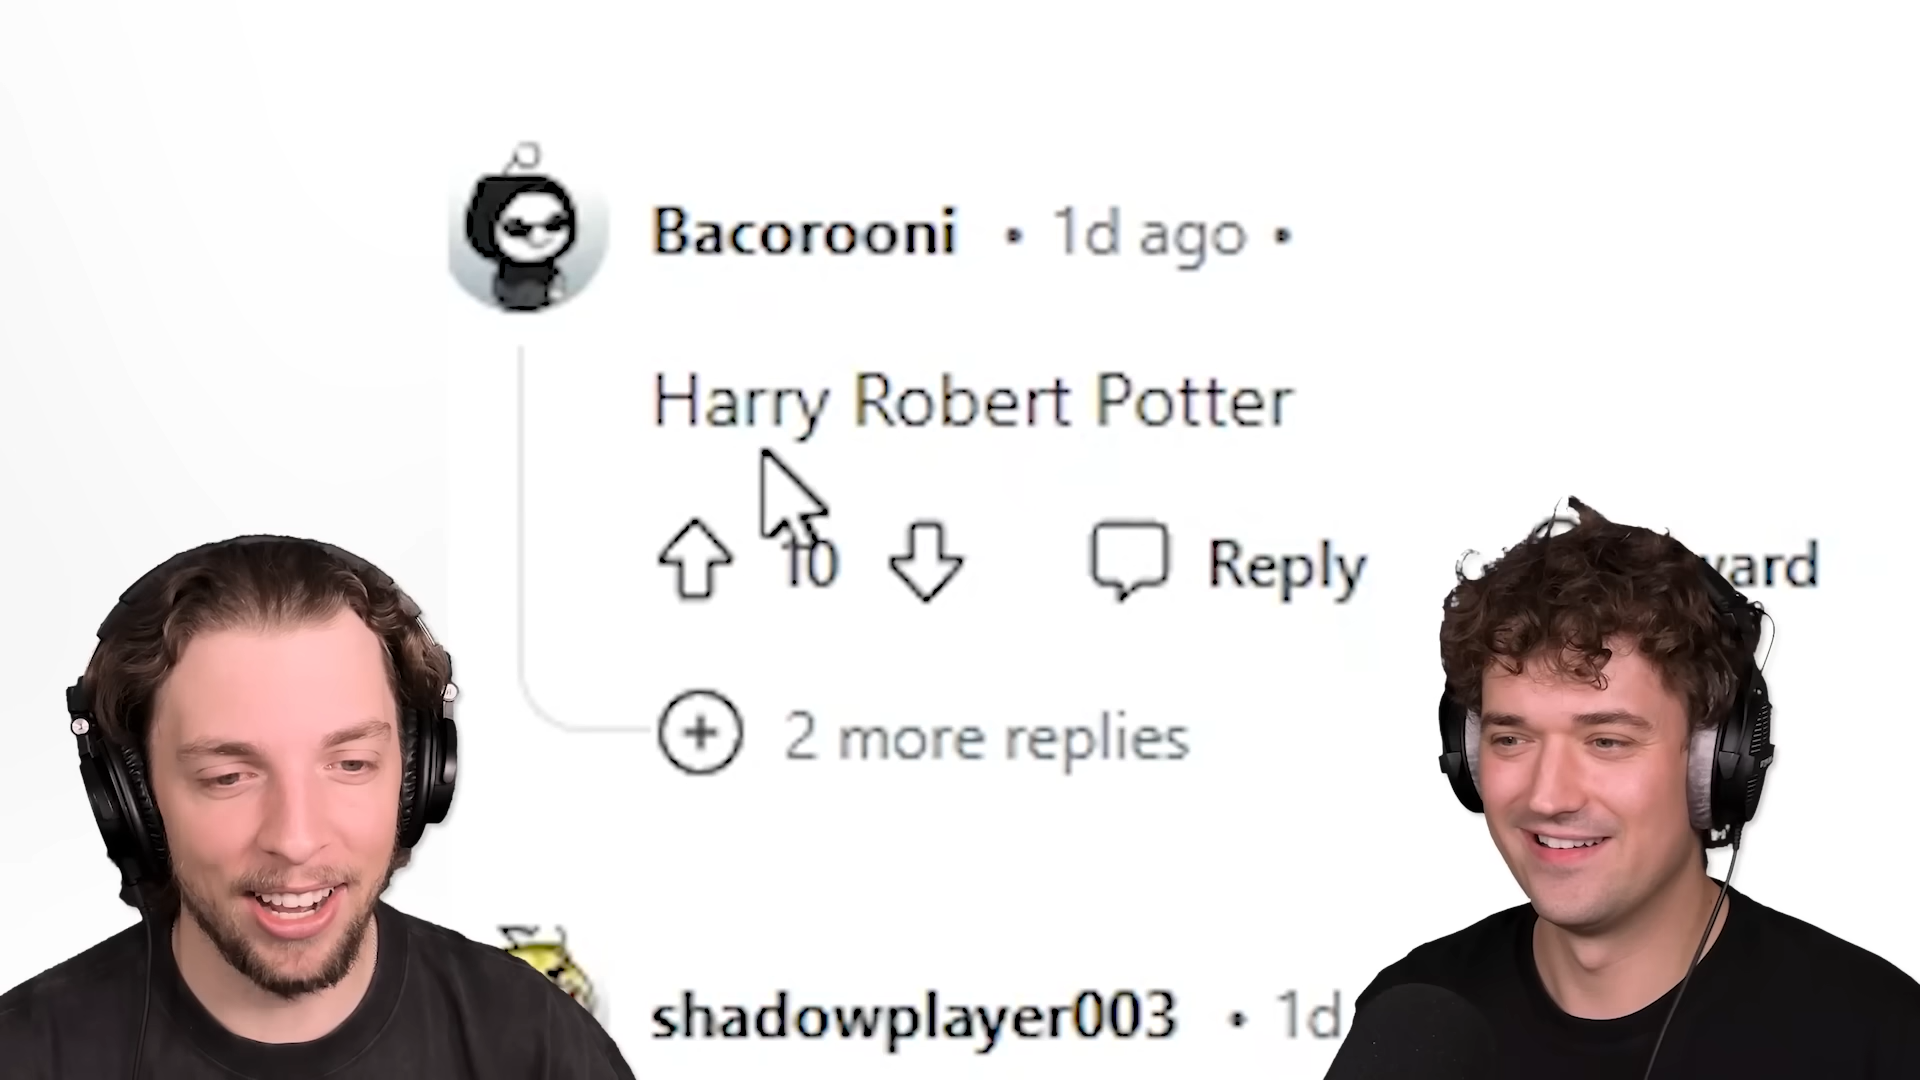 Bacorooni • 1d ago •
Harry Robert Potter
10 Reply
2 more replies
shadowplayer003 • 1d